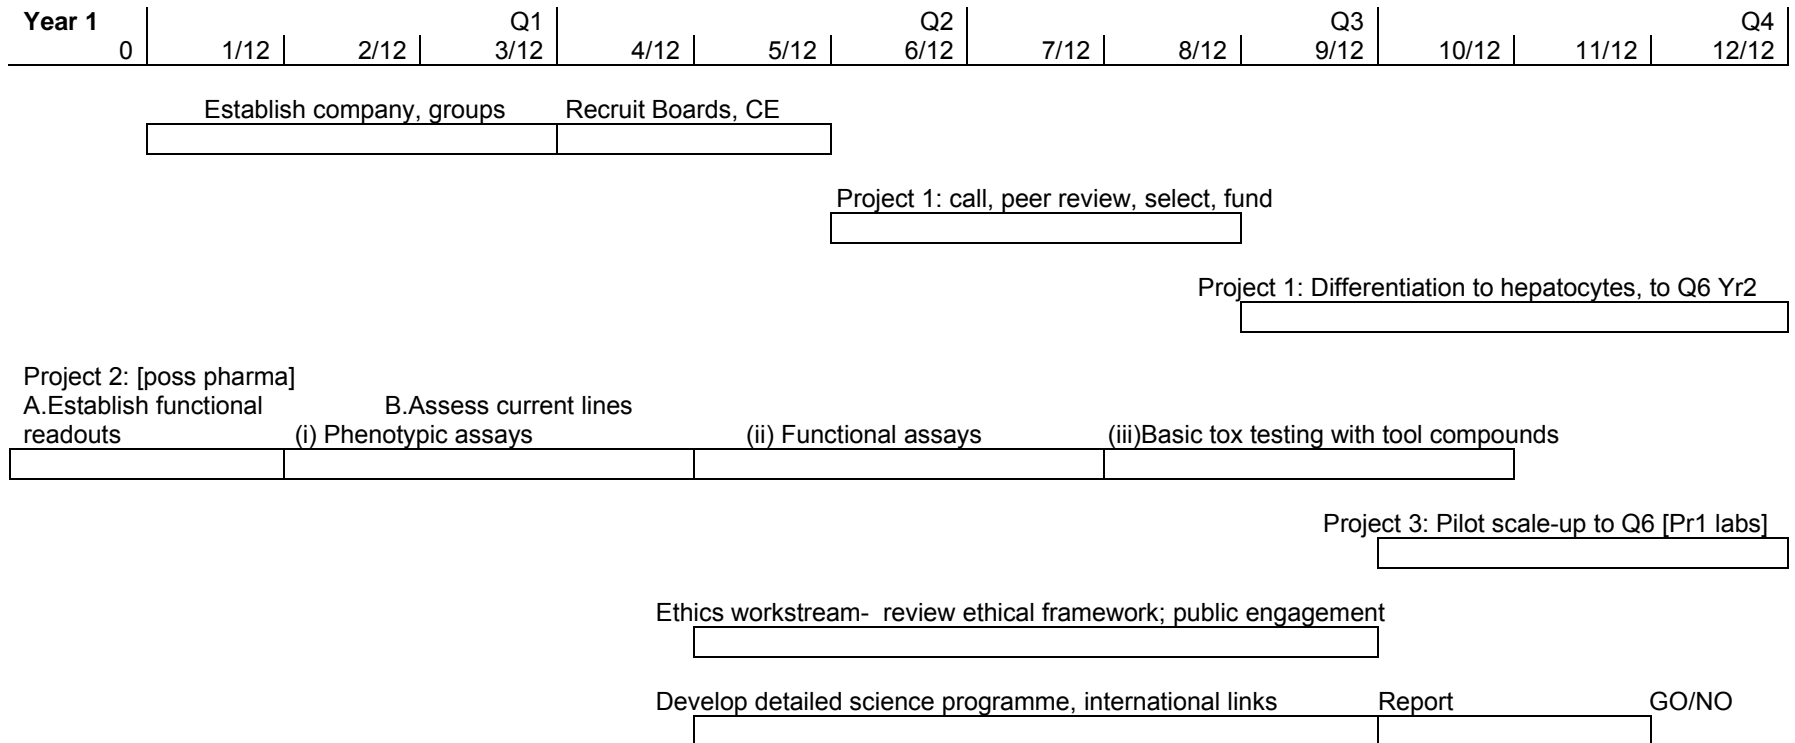 Year 1 Q1 Q2 Q3 Q4
0 1/12 2/12 3/12 4/12 5/12 6/12 7/12 8/12 9/12 10/12 11/12 12/12
Establish company, groups Recruit Boards, CE
Project 1: call, peer review, select, fund
Project 1: Differentiation to hepatocytes, to Q6 Yr2
Project 2: [poss pharma]
A.Establish functional B.Assess current lines
readouts (i) Phenotypic assays (ii) Functional assays (iii)Basic tox testing with tool compounds
Project 3: Pilot scale-up to Q6 [Pr1 labs]
Ethics workstream- review ethical framework; public engagement
Develop detailed science programme, international links Report GO/NO